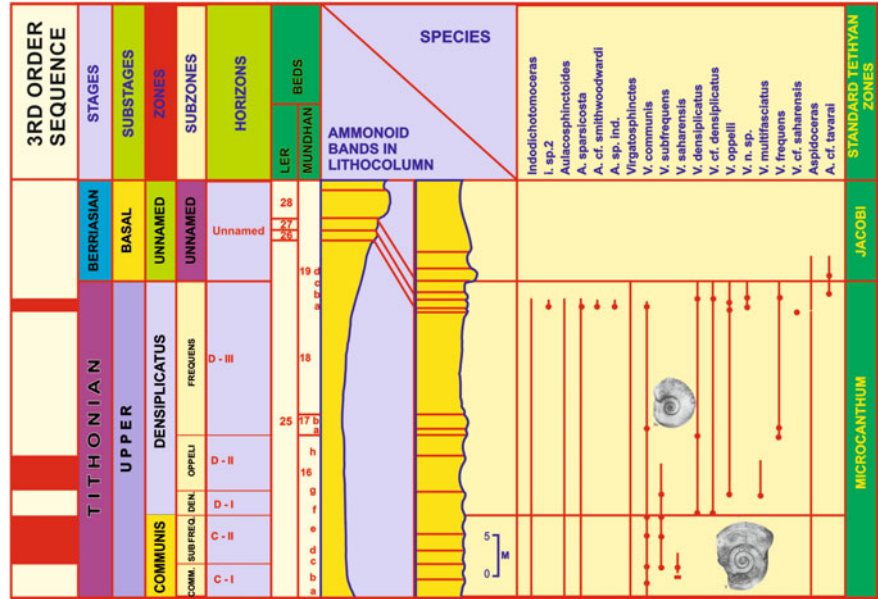 3RD ORDER
SEQUENCE
STAGES
SUBSTAGES
ZONES
SUBZONES
HORIZONS
BEDS
LER
MUNDHAN
AMMONOID
BANDS IN
LITHOCOLUMN
SPECIES
Indodichotomoceras
i. sp.2
Aulacosphinctoides
A. sparsicosta
A. cf. smithwoodwardi
A. sp. ind.
Virgatosphinctes
V. communis
V. subfrequens
V. saharensis
V. densiplicatus
V. cf. densiplicatus
V. oppelli
V. n. sp.
V. multifasciatus
V. frequens
V. cf. saharensis
Aspidoceras
A. cf. tavarai
STANDARD TETHYAN
ZONES
BERRIASIAN
BASAL
UNNAMED
UNNAMED
Unnamed
28
27
26
19 d
c
b
a
JACOBI
TITHONIAN
UPPER
DENSIPLICATUS
FREQUENS
D - III
18
25
17 b
a
OPPELI
D - II
h
16
g
DEN.
D - I
f
COMMUNIS
SUBFREQ.
C - II
e
d
c
COMM.
C - I
b
a
5
0
M
MICROCANTHUM